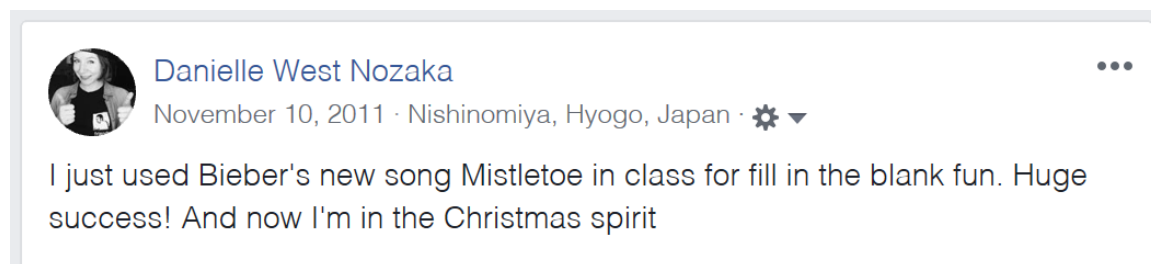 Danielle West Nozaka
November 10, 2011 · Nishinomiya, Hyogo, Japan ·
I just used Bieber's new song Mistletoe in class for fill in the blank fun. Huge
success! And now I'm in the Christmas spirit